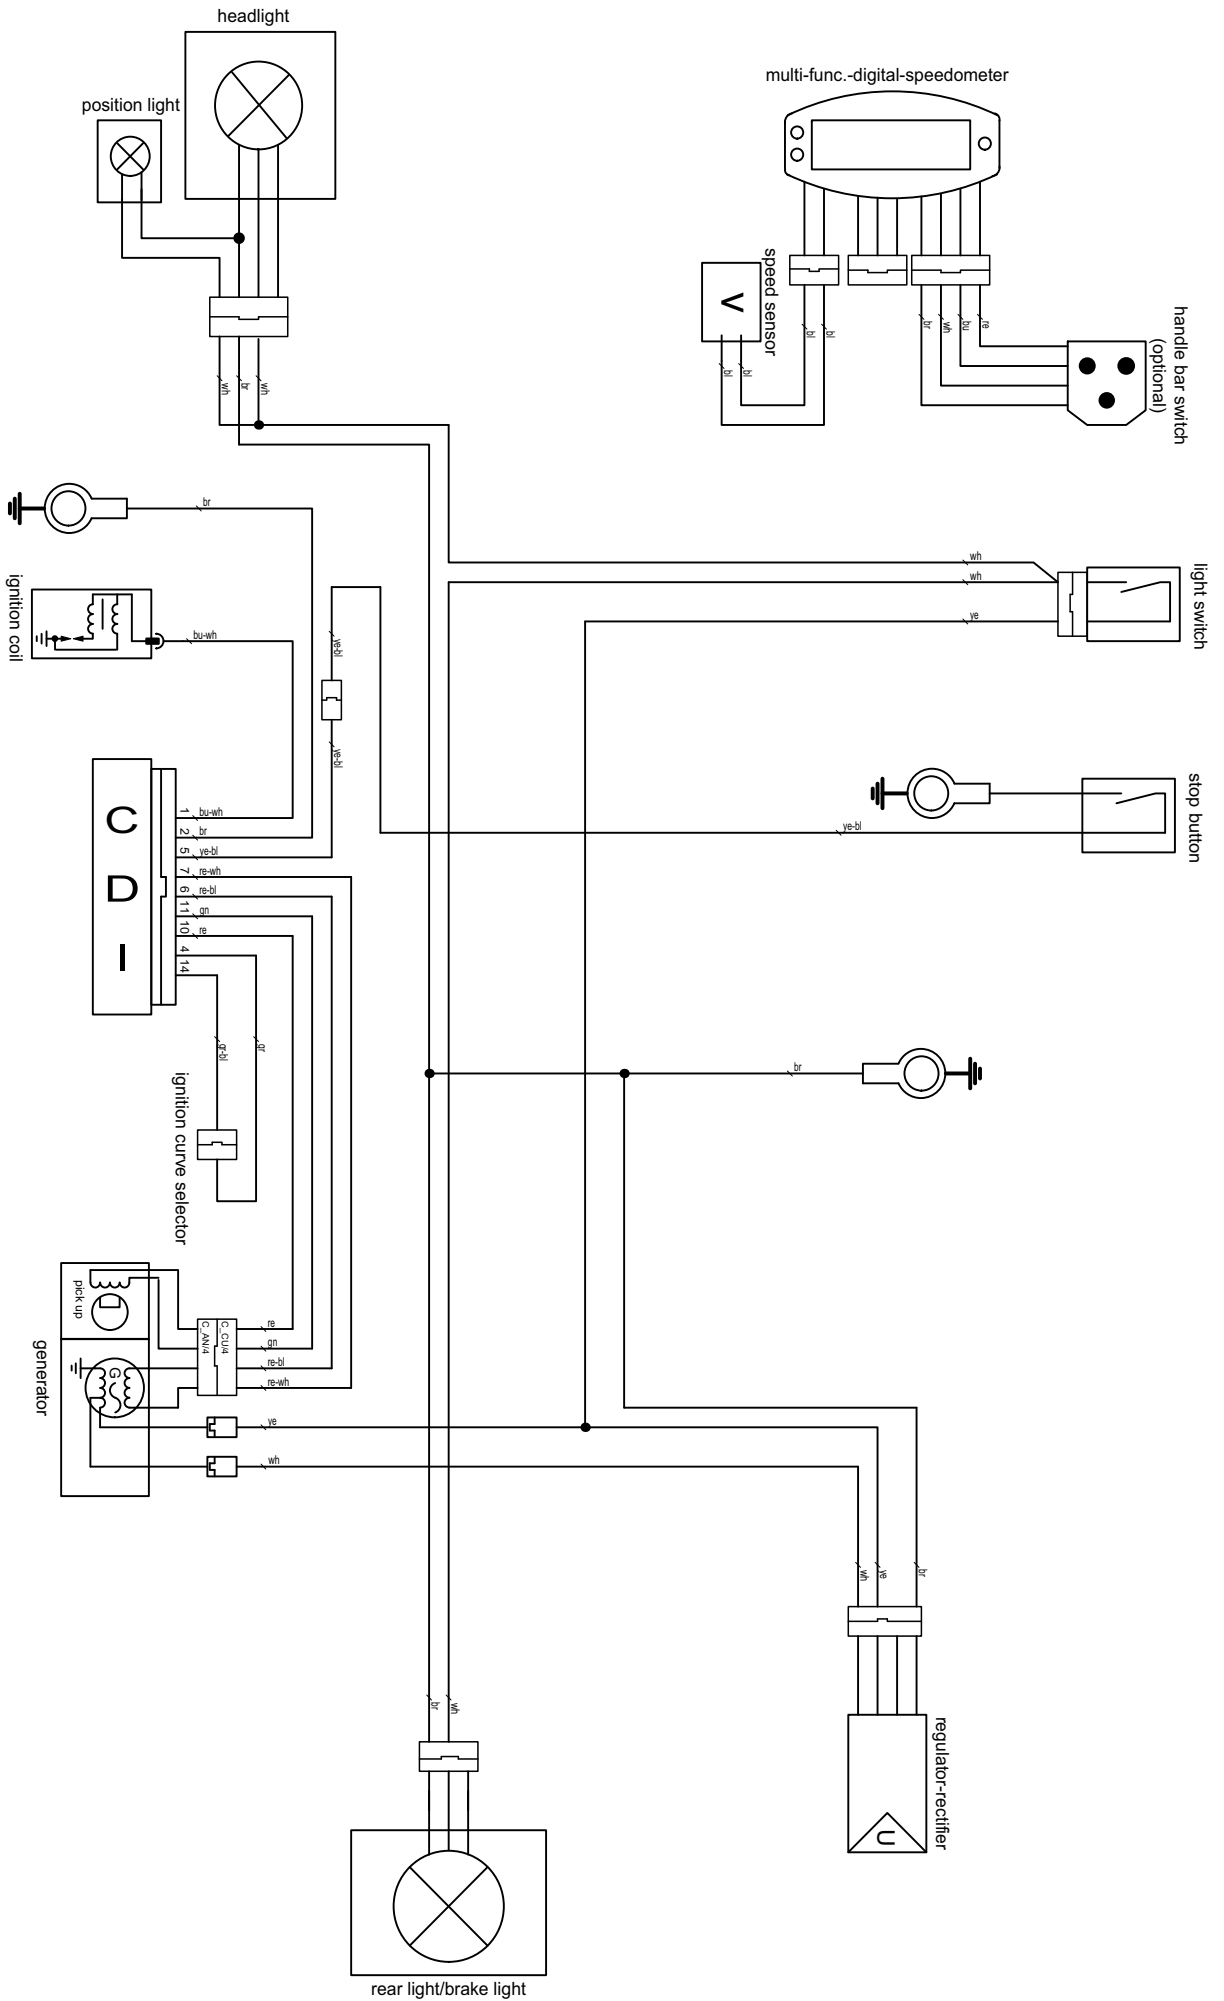 headlight
position light
multi-func.-digital-speedometer
speed sensor
V
handle bar switch
(optional)
br
wh
bu
re
bl
bl
bl
bl
wh
br
wh
br
ignition coil
bu-wh
ye-bl
ye-bl
wh
wh
ye
light switch
stop button
ye-bl
C
D
I
1 bu-wh
2 br
5 ye-bl
7 re-wh
6 re-bl
11 gn
10 re
4
14
gr-bl
gr
ignition curve selector
br
pick up
generator
G
C_AN/4
C_CU/4
re
gn
re-bl
re-wh
ye
wh
wh
ye
br
regulator-rectifier
U
br
wh
rear light/brake light